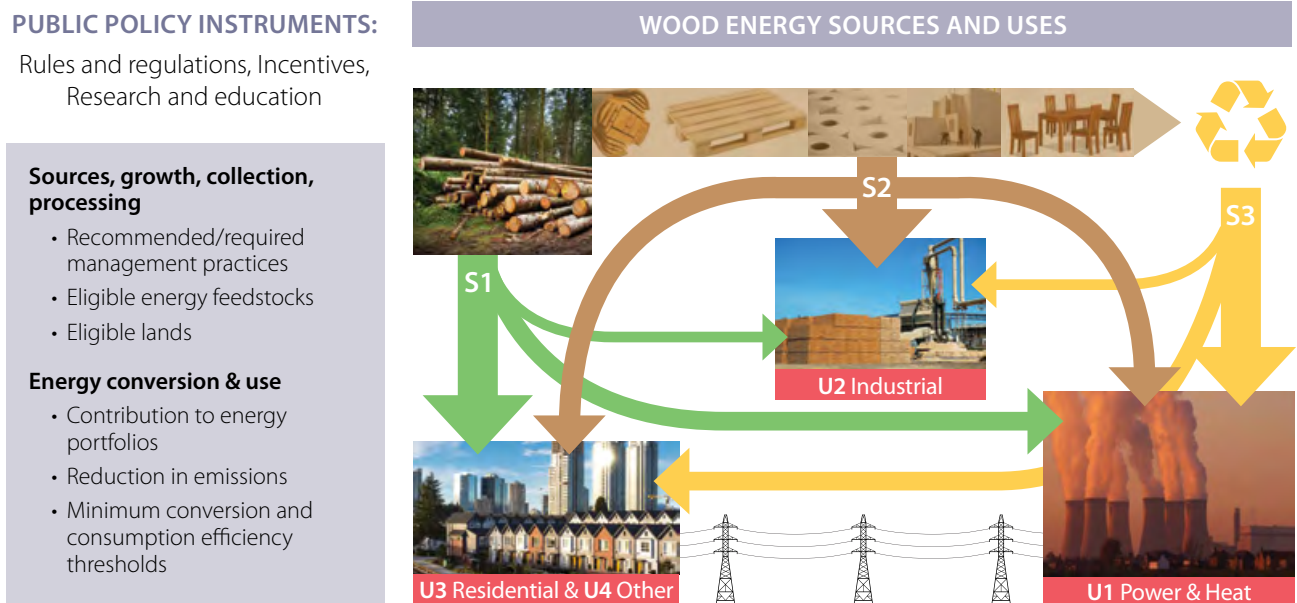 PUBLIC POLICY INSTRUMENTS:
Rules and regulations, Incentives,
Research and education
Sources, growth, collection,
processing
• Recommended/required
management practices
• Eligible energy feedstocks
• Eligible lands
Energy conversion & use
• Contribution to energy
portfolios
• Reduction in emissions
• Minimum conversion and
consumption efficiency
thresholds
WOOD ENERGY SOURCES AND USES
S1
S2
S3
U2 Industrial
U3 Residential & U4 Other
U1 Power & Heat